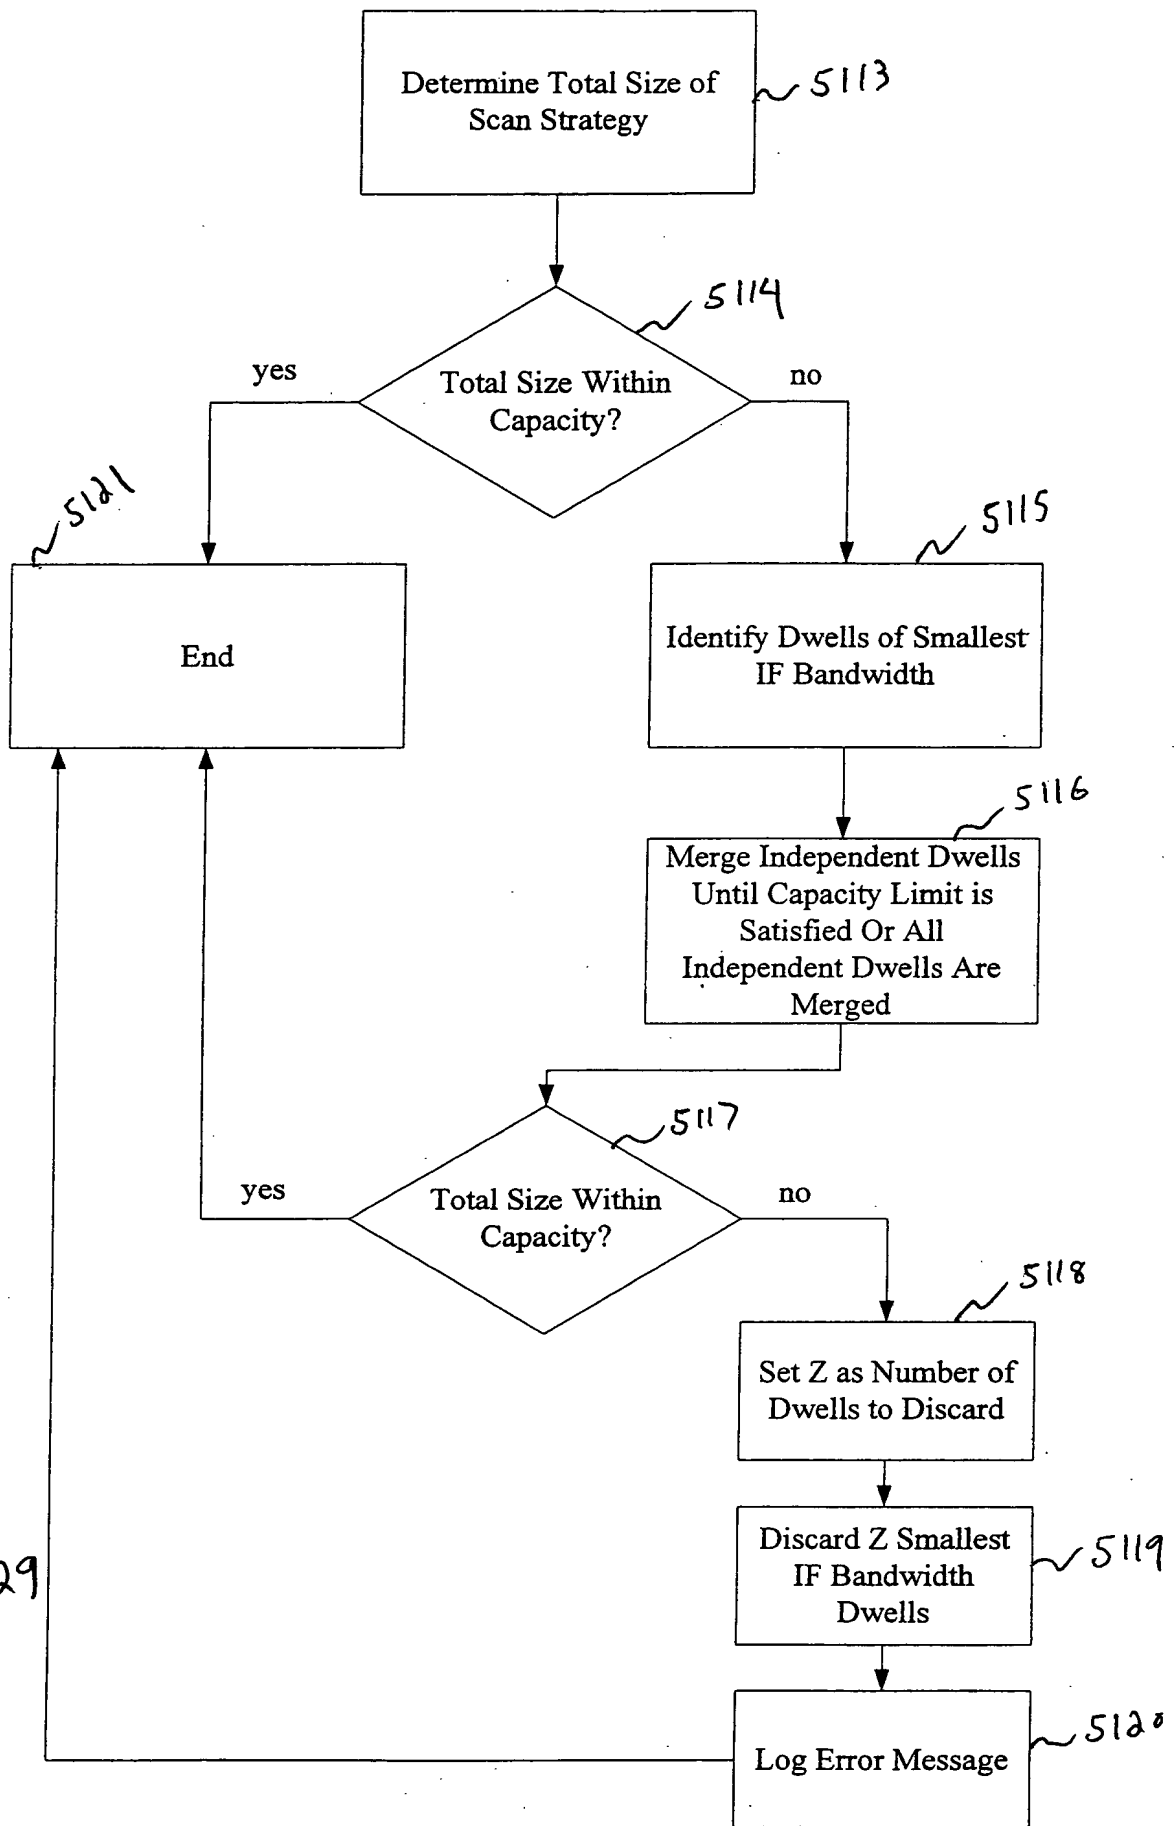 Determine Total Size of
Scan Strategy
5113
5114
Total Size Within
Capacity?
yes
no
5121
End
5115
Identify Dwells of Smallest
IF Bandwidth
5116
Merge Independent Dwells
Until Capacity Limit is
Satisfied Or All
Independent Dwells Are
Merged
5117
Total Size Within
Capacity?
yes
no
5118
Set Z as Number of
Dwells to Discard
Discard Z Smallest
IF Bandwidth
Dwells
5119
29
Log Error Message
5120